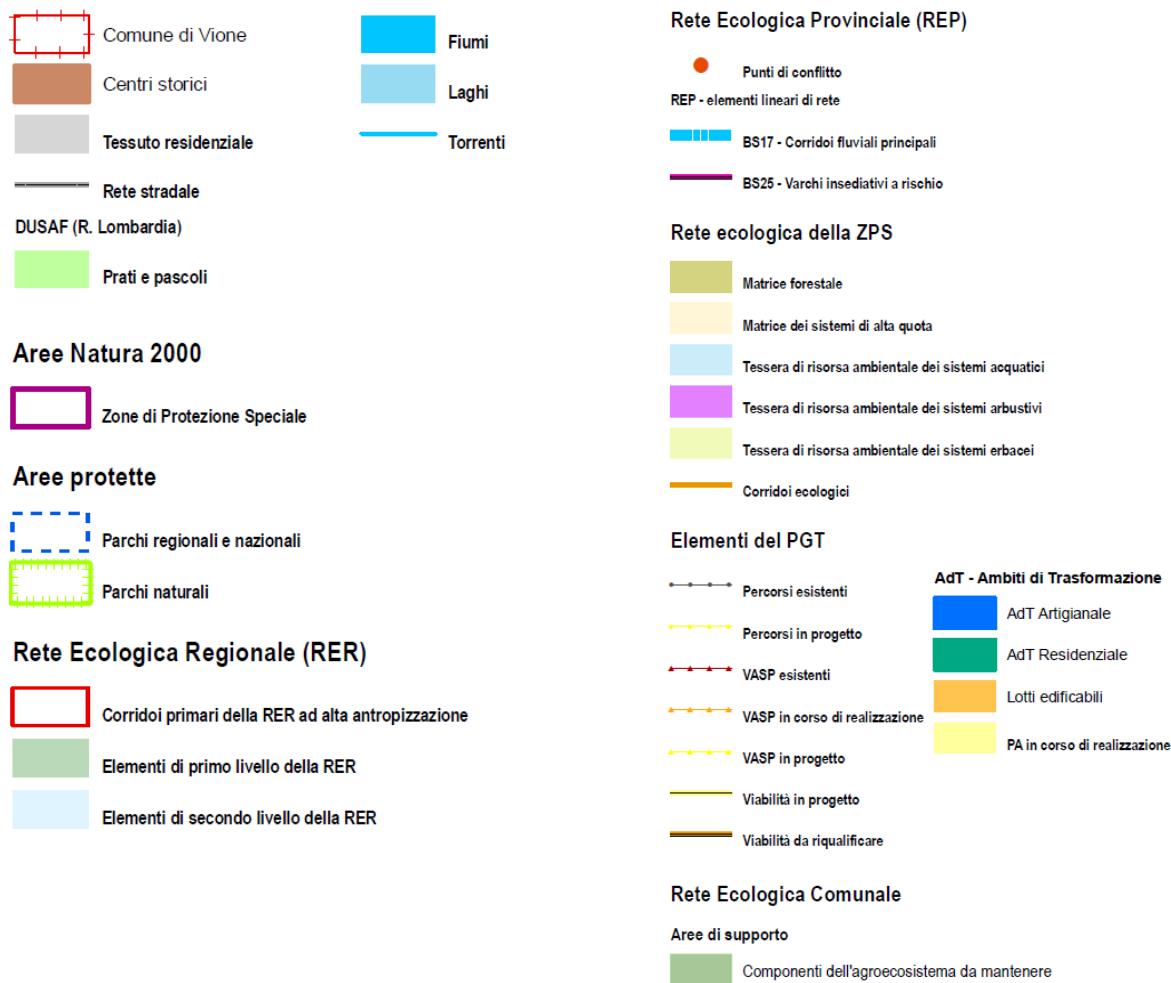 Comune di Vione
Centri storici
Tessuto residenziale
Rete stradale
DUSAF (R. Lombardia)
Prati e pascoli
Fiumi
Laghi
Torrenti
Aree Natura 2000
Zone di Protezione Speciale
Aree protette
Parchi regionali e nazionali
Parchi naturali
Rete Ecologica Regionale (RER)
Corridoi primari della RER ad alta antropizzazione
Elementi di primo livello della RER
Elementi di secondo livello della RER
Rete Ecologica Provinciale (REP)
Punti di conflitto
REP - elementi lineari di rete
BS17 - Corridoi fluviali principali
BS25 - Varchi insediativi a rischio
Rete ecologica della ZPS
Matrice forestale
Matrice dei sistemi di alta quota
Tessera di risorsa ambientale dei sistemi acquatici
Tessera di risorsa ambientale dei sistemi arbustivi
Tessera di risorsa ambientale dei sistemi erbacei
Corridoi ecologici
Elementi del PGT
Percorsi esistenti
Percorsi in progetto
VASP esistenti
VASP in corso di realizzazione
VASP in progetto
Viabilità in progetto
Viabilità da riqualificare
AdT - Ambiti di Trasformazione
AdT Artigianale
AdT Residenziale
Lotti edificabili
PA in corso di realizzazione
Rete Ecologica Comunale
Aree di supporto
Componenti dell'agroecosistema da mantenere